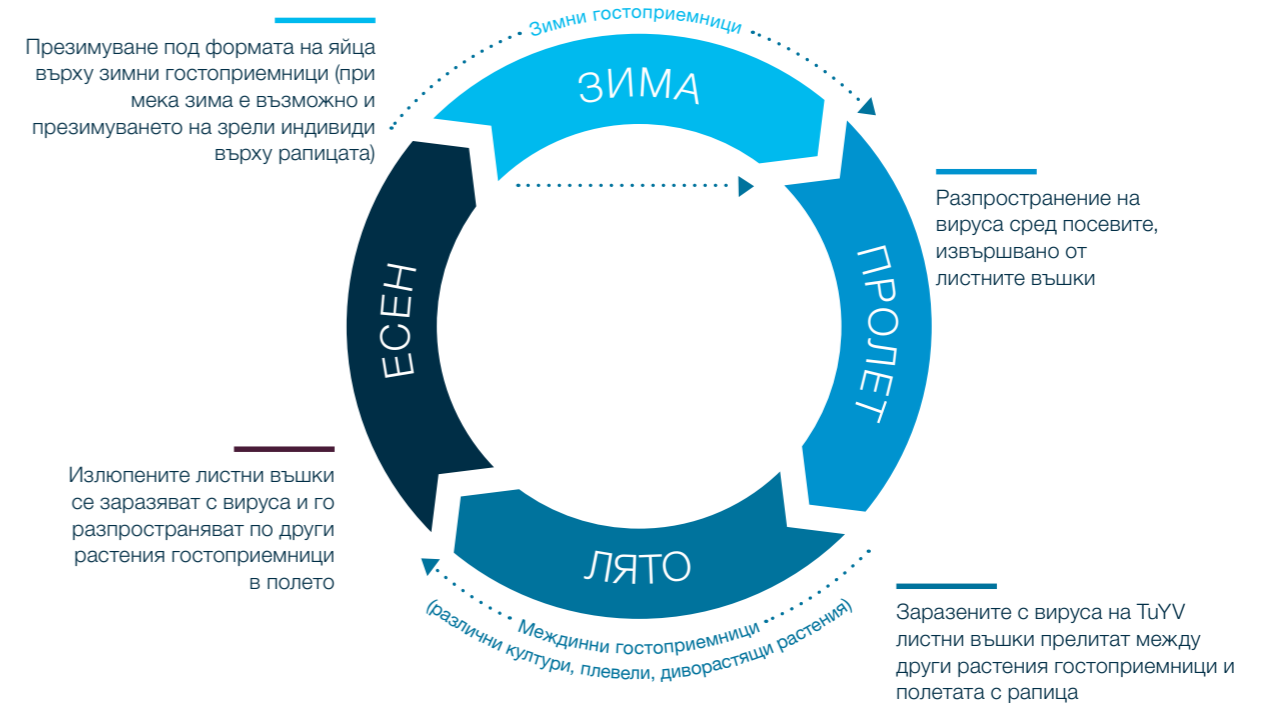 Зимни гостоприемници
Презимуване под формата на яйца
върху зимни гостоприемници (при
мека зима е възможно и
презимуването на зрели индивиди
върху рапицата)
ЗИМА
Разпространение на
вируса сред посевите,
извършвано от
листните въшки
ПРОЛЕТ
ЕСЕН
Излюпените листни въшки
се заразяват с вируса и го
разпространяват по други
растения гостоприемници
в полето
ЛЯТО
Междинни гостоприемници
(различни култури, плевели, диворастящи растения)
Заразените с вируса на TuYV
листни въшки прелитат между
други растения гостоприемници и
полетата с рапица